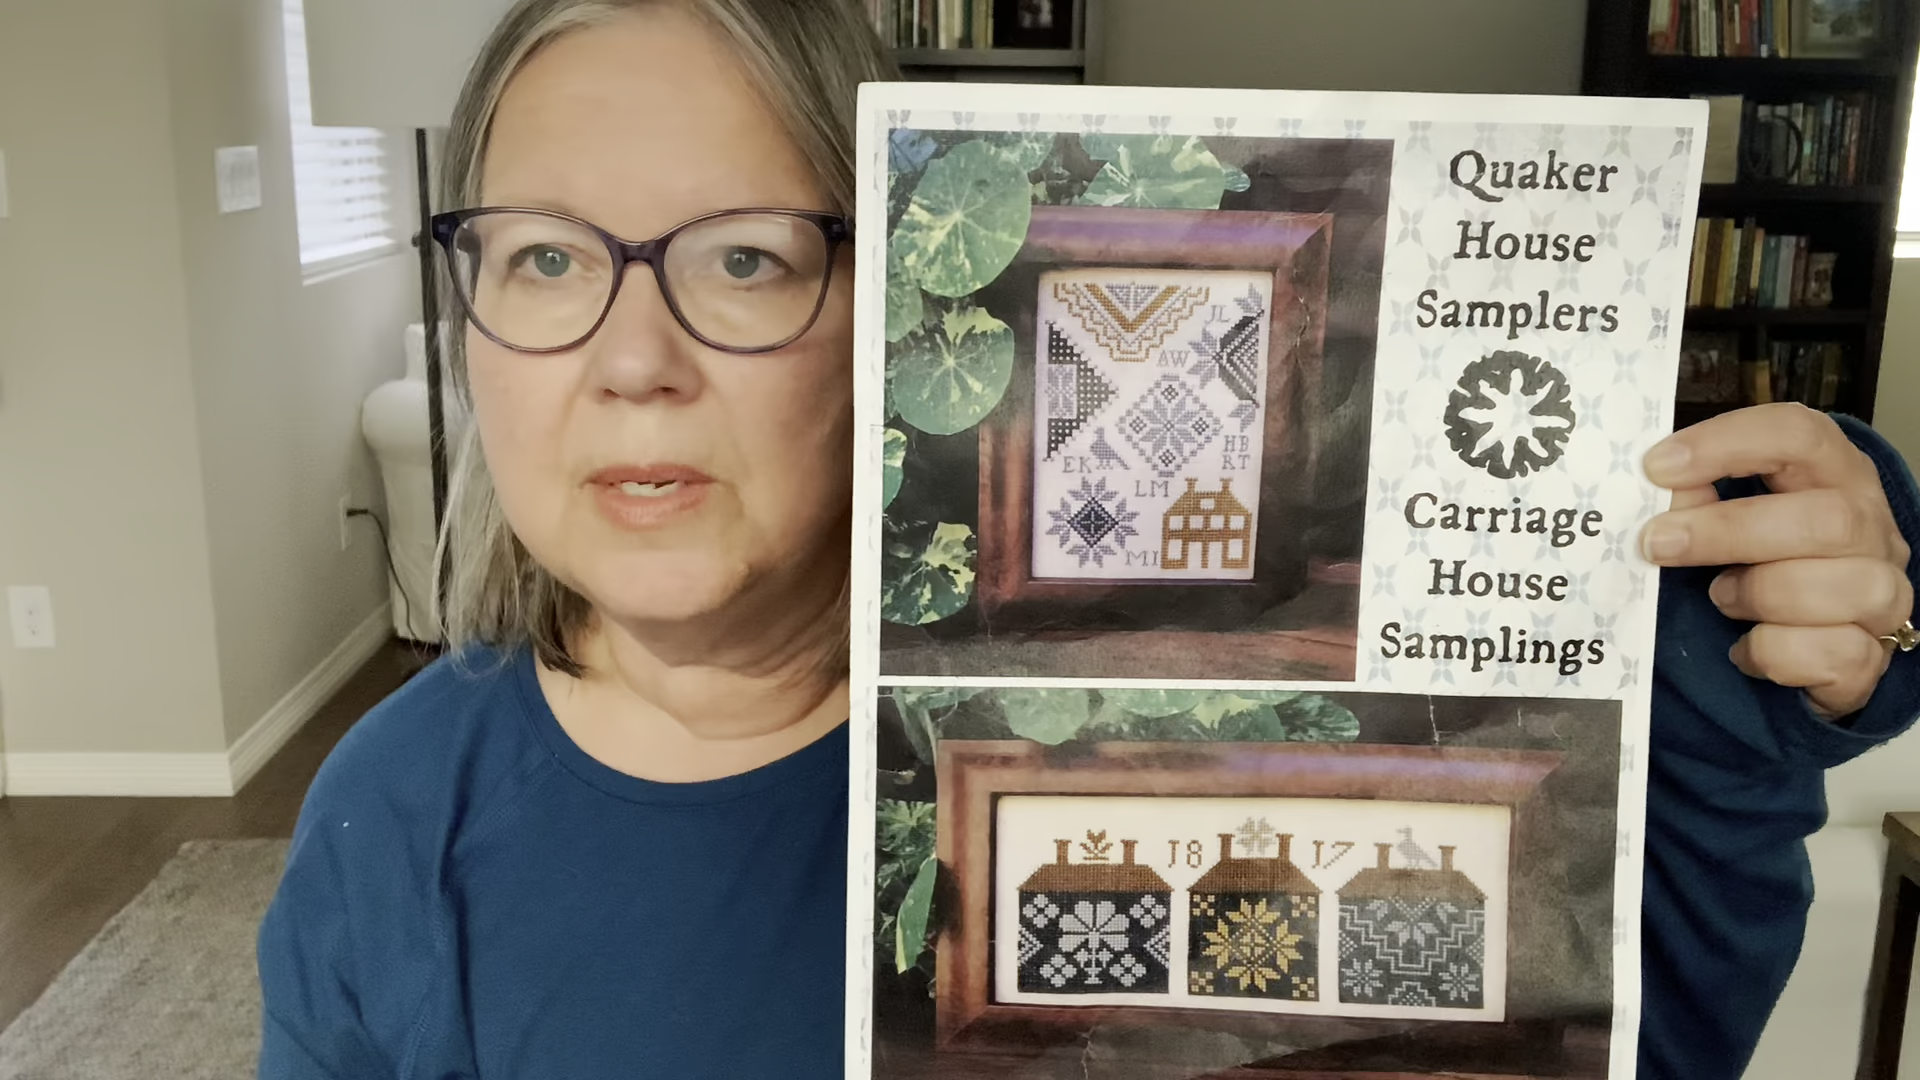 Quaker
House
Samplers
Carriage
House
Samplings
JL
AW
HB
EK
RT
LM
MI
18 17